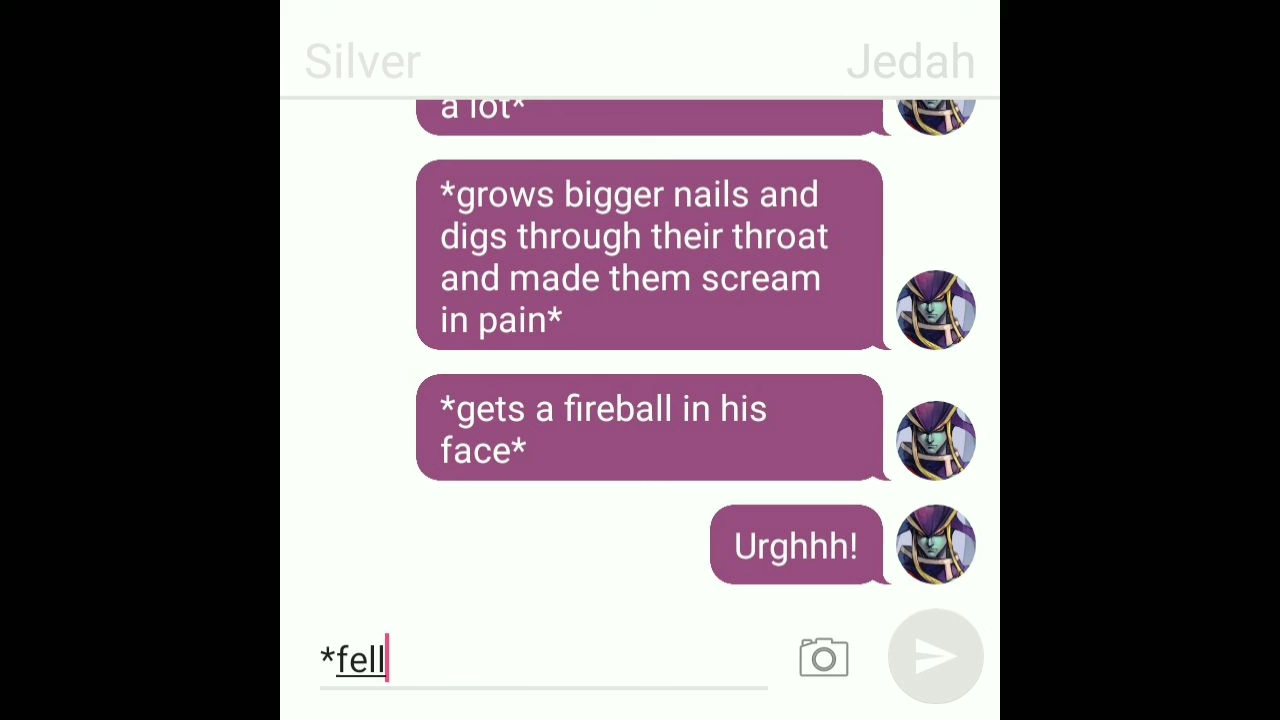 Silver
Jedah
a lot*
*grows bigger nails and
digs through their throat
and made them scream
in pain*
*gets a fireball in his
face*
Urghhh!
*fell